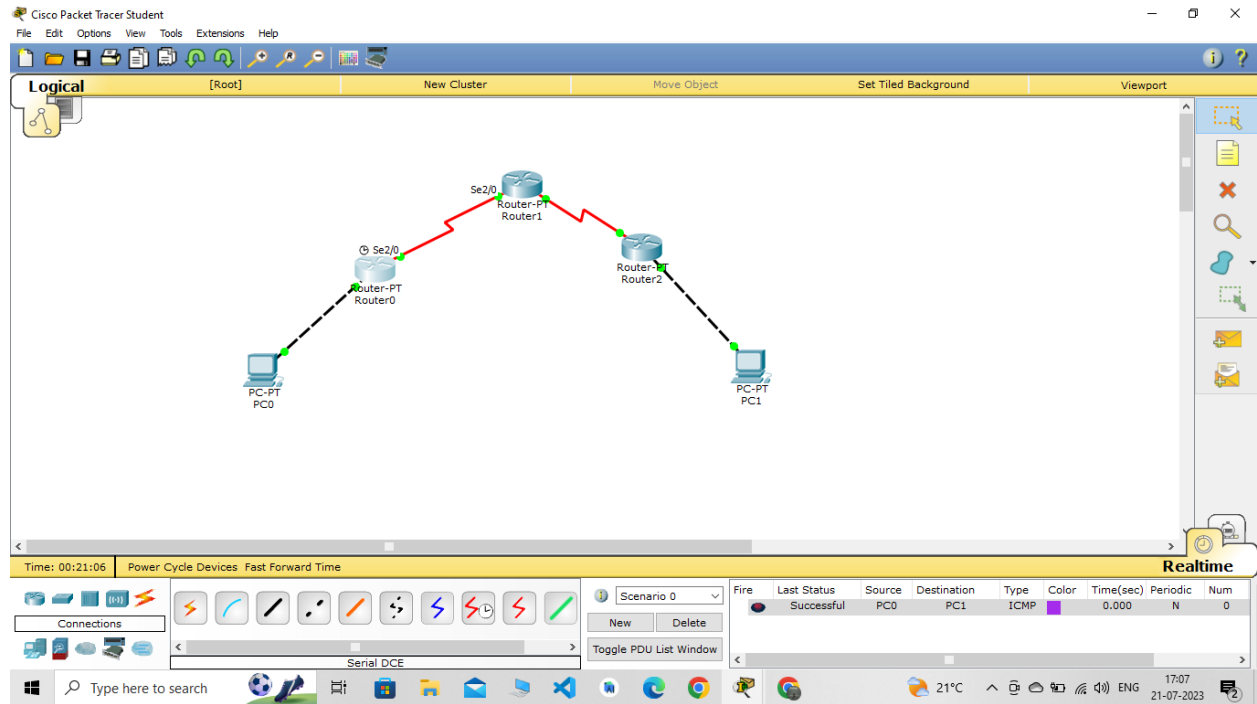 Cisco Packet Tracer Student
File Edit Options View Tools Extensions Help
Logical [Root] New Cluster Move Object Set Tiled Background Viewport
Se2/0
Router-PT
Router1
Se2/0
Router-PT
Router2
Router-PT
Router0
PC-PT
PC0
PC-PT
PC1
Time: 00:21:06 Power Cycle Devices Fast Forward Time Realtime
Connections
Serial DCE
Scenario 0
New Delete
Toggle PDU List Window
Fire Last Status Source Destination Type Color Time(sec) Periodic Num
Successful PC0 PC1 ICMP 0.000 N 0
Type here to search
21°C ENG 17:07
21-07-2023
2